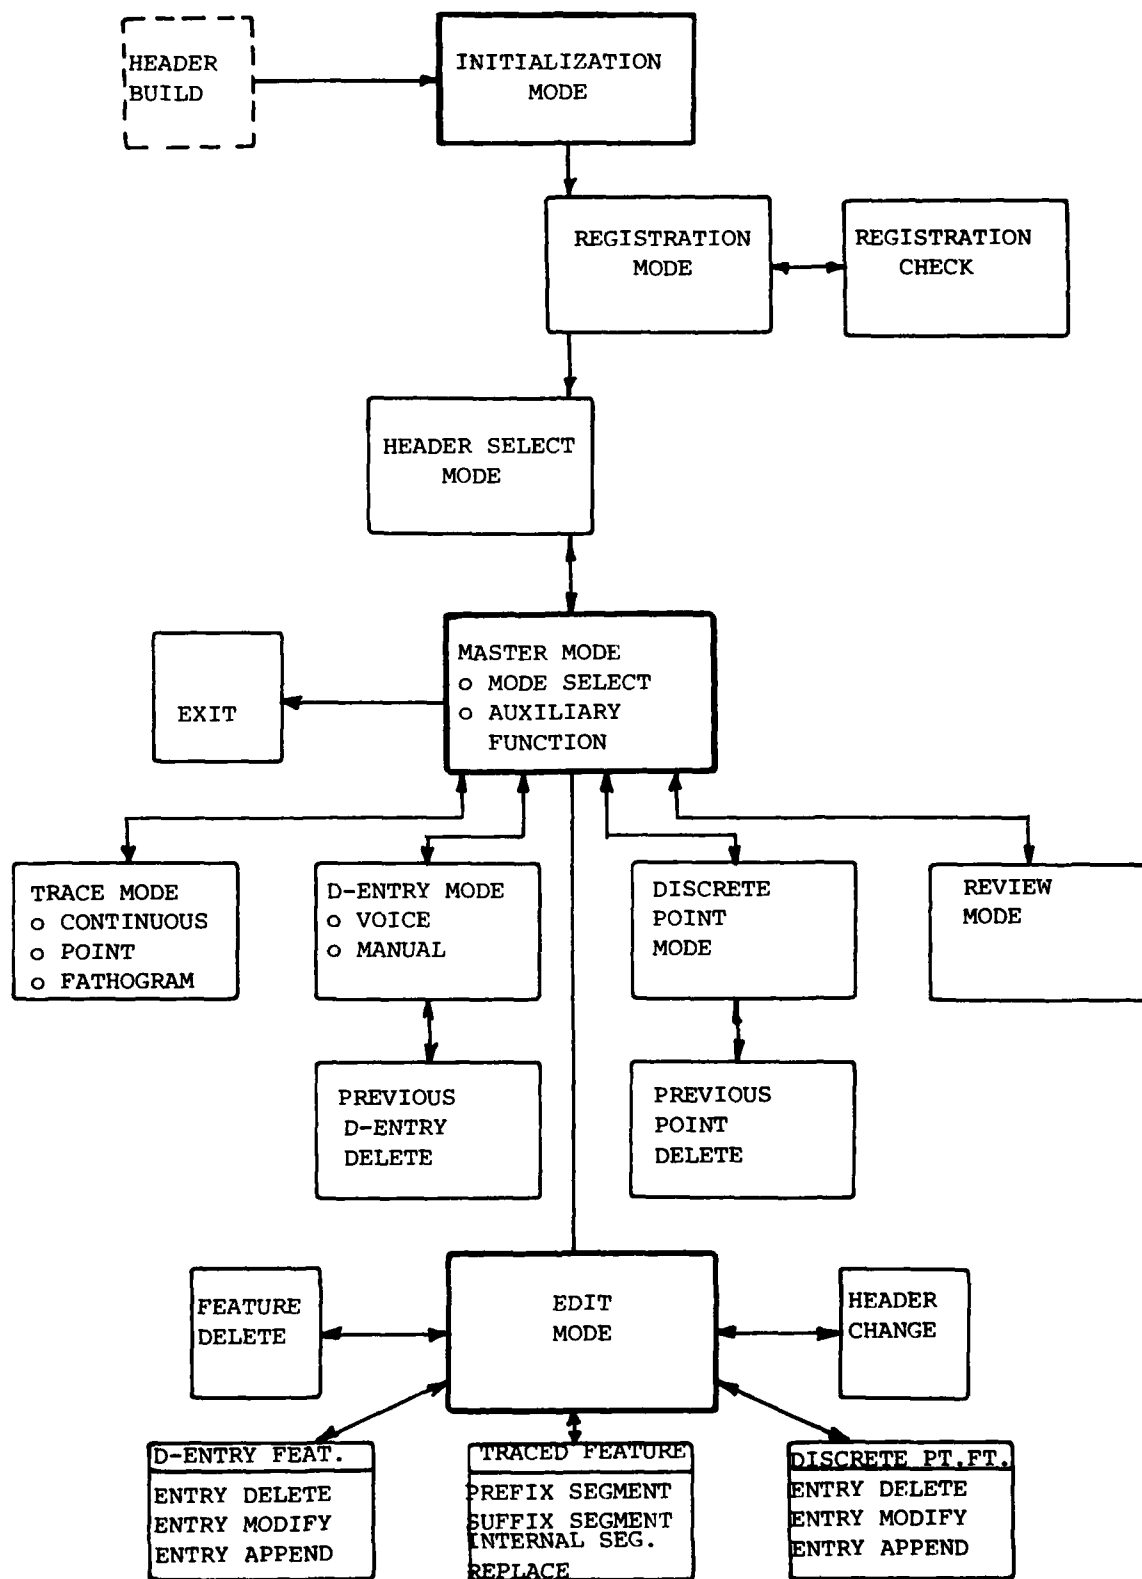 HEADER
BUILD
INITIALIZATION
MODE
REGISTRATION
MODE
REGISTRATION
CHECK
HEADER SELECT
MODE
EXIT
MASTER MODE
o MODE SELECT
o AUXILIARY
FUNCTION
TRACE MODE
o CONTINUOUS
o POINT
o FATHOGRAM
D-ENTRY MODE
o VOICE
o MANUAL
DISCRETE
POINT
MODE
REVIEW
MODE
PREVIOUS
D-ENTRY
DELETE
PREVIOUS
POINT
DELETE
FEATURE
DELETE
EDIT
MODE
HEADER
CHANGE
D-ENTRY FEAT.
ENTRY DELETE
ENTRY MODIFY
ENTRY APPEND
TRACED FEATURE
PREFIX SEGMENT
SUFFIX SEGMENT
INTERNAL SEG.
REPLACE
DISCRETE PT.FT.
ENTRY DELETE
ENTRY MODIFY
ENTRY APPEND